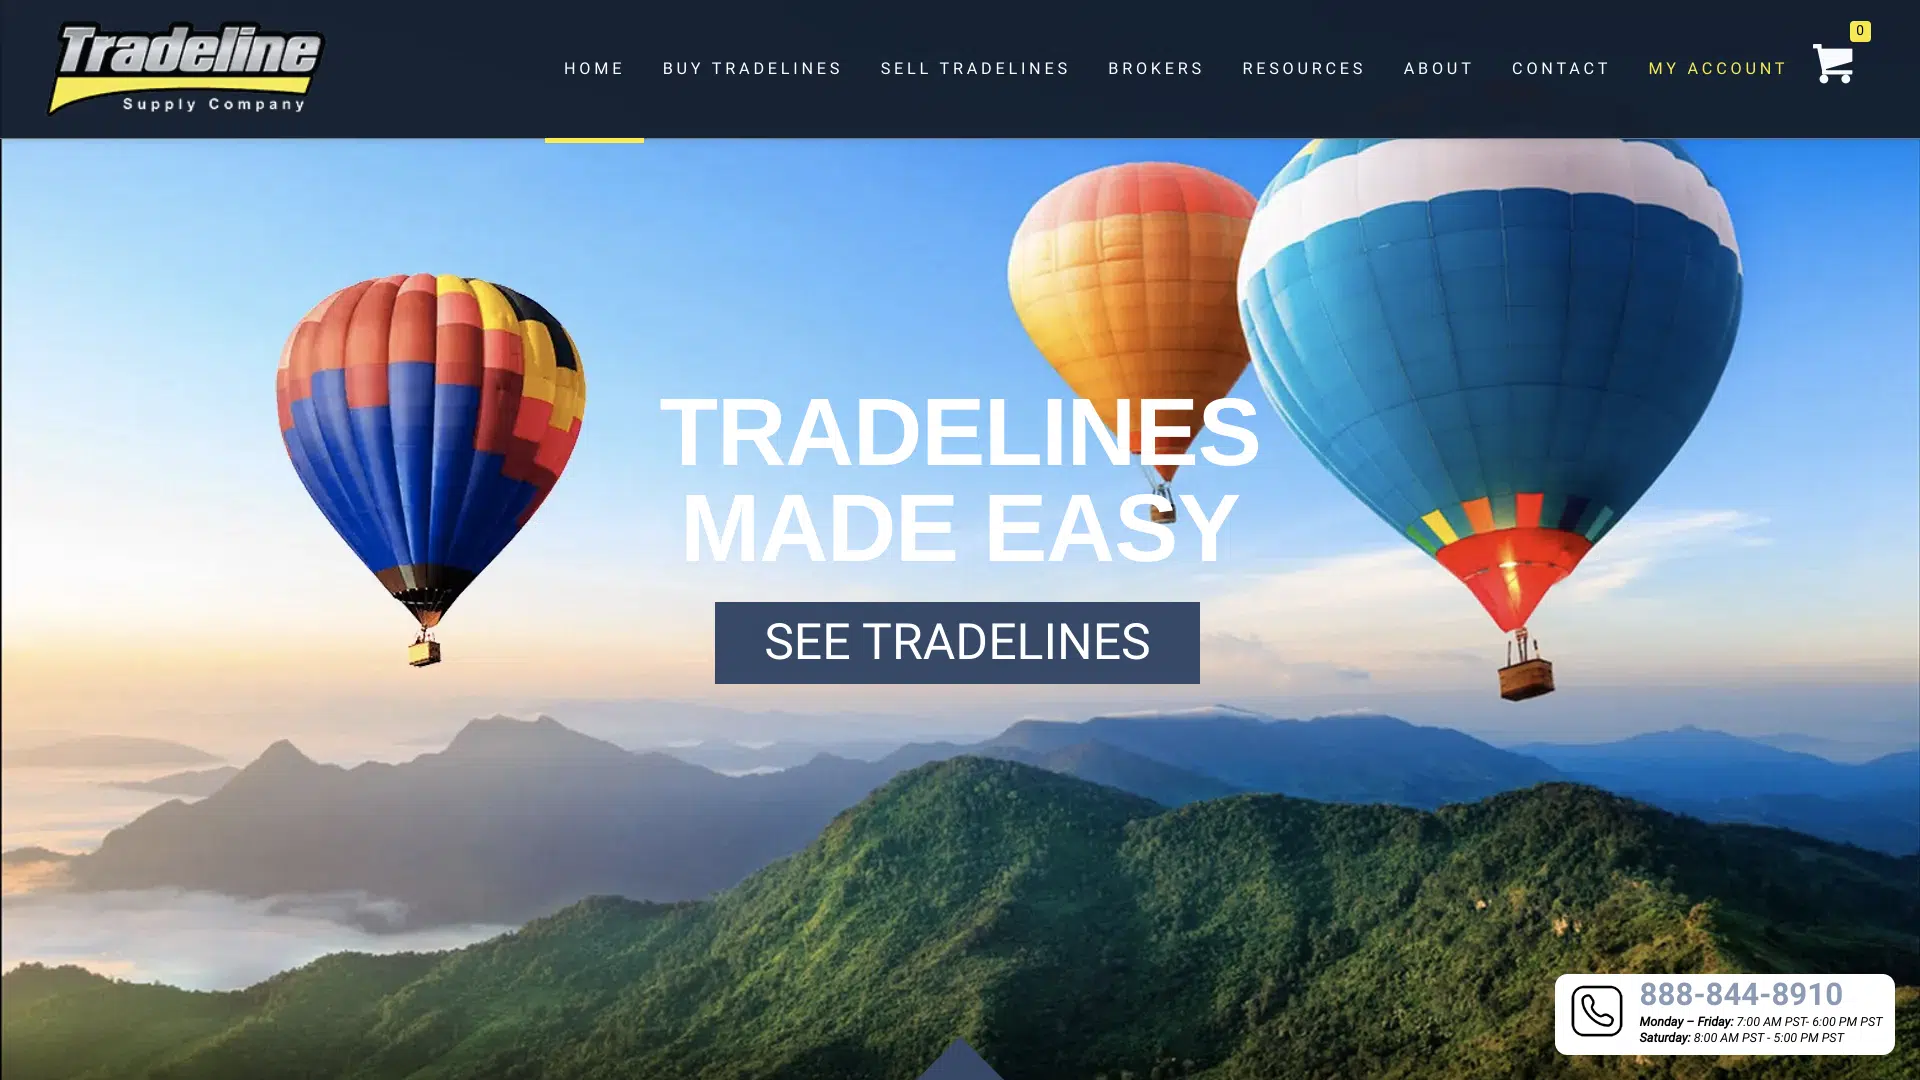 Tradeline
Supply Company
HOME
BUY TRADELINES
SELL TRADELINES
BROKERS
RESOURCES
ABOUT
CONTACT
MY ACCOUNT
0
TRADELINES
MADE EASY
SEE TRADELINES
888-844-8910
Monday – Friday: 7:00 AM PST- 6:00 PM PST
Saturday: 8:00 AM PST - 5:00 PM PST